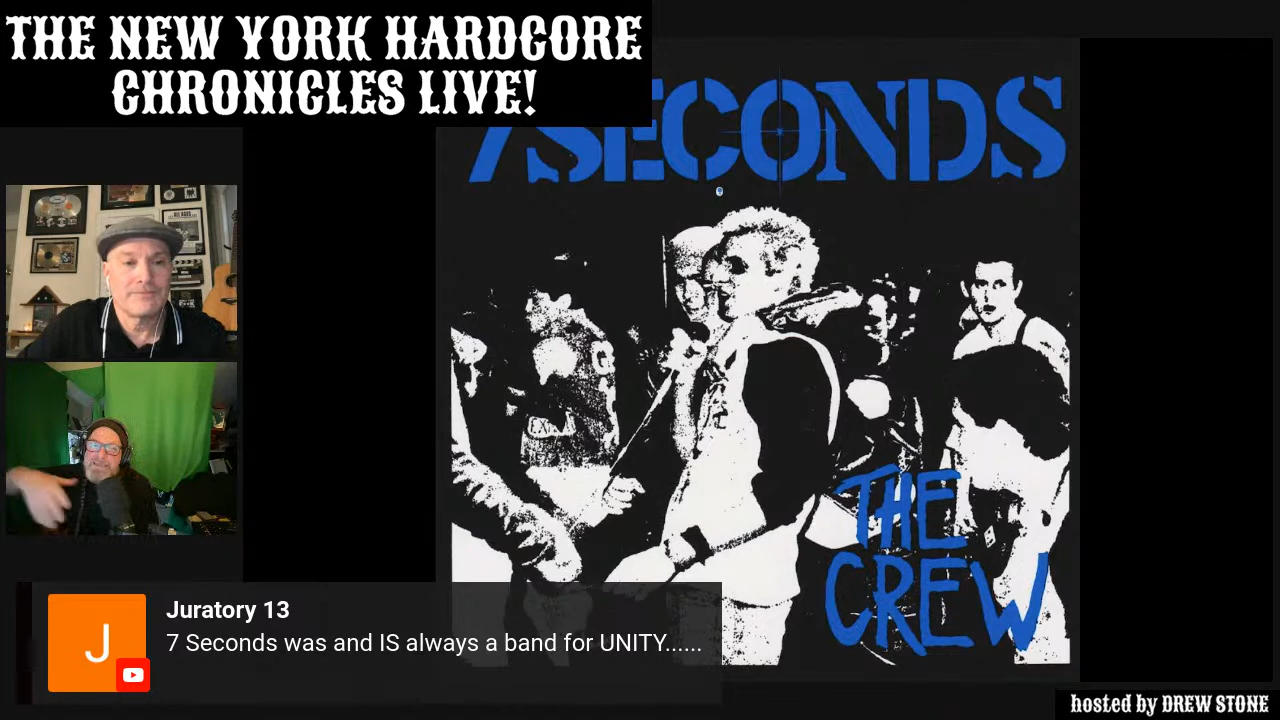 THE NEW YORK HARDCORE
CHRONICLES LIVE!
7SECONDS
THE
CREW
J
Juratory 13
7 Seconds was and IS always a band for UNITY......
hosted by DREW STONE